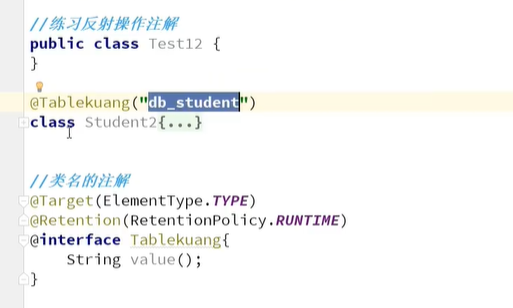 //练习反射操作注解
public class Test12 {
}
@Tablekuang("db_student")
class Student2{...}
//类名的注解
@Target(ElementType.TYPE)
@Retention(RetentionPolicy.RUNTIME)
@interface Tablekuang{
String value();
}